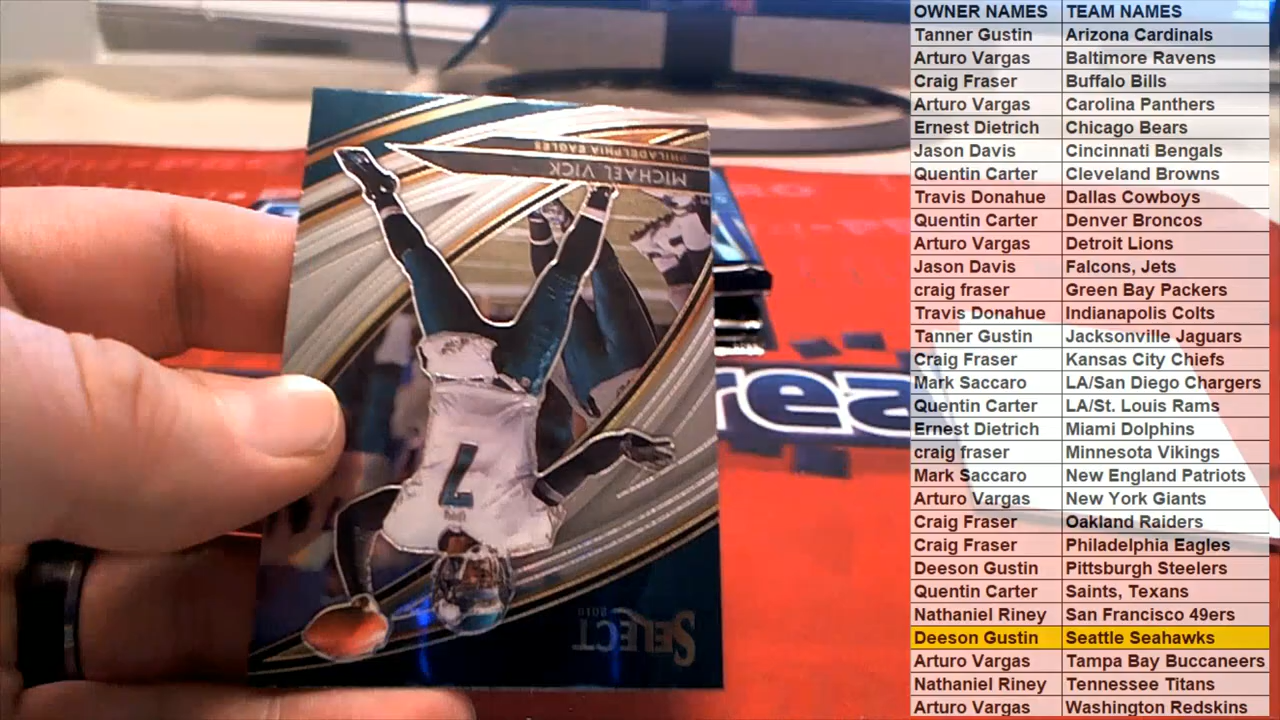 MICHAEL VICK
PHILADELPHIA EAGLES
7
SELECT
2018
rea
OWNER NAMES TEAM NAMES
Tanner Gustin Arizona Cardinals
Arturo Vargas Baltimore Ravens
Craig Fraser Buffalo Bills
Arturo Vargas Carolina Panthers
Ernest Dietrich Chicago Bears
Jason Davis Cincinnati Bengals
Quentin Carter Cleveland Browns
Travis Donahue Dallas Cowboys
Quentin Carter Denver Broncos
Arturo Vargas Detroit Lions
Jason Davis Falcons, Jets
craig fraser Green Bay Packers
Travis Donahue Indianapolis Colts
Tanner Gustin Jacksonville Jaguars
Craig Fraser Kansas City Chiefs
Mark Saccaro LA/San Diego Chargers
Quentin Carter LA/St. Louis Rams
Ernest Dietrich Miami Dolphins
craig fraser Minnesota Vikings
Mark Saccaro New England Patriots
Arturo Vargas New York Giants
Craig Fraser Oakland Raiders
Craig Fraser Philadelphia Eagles
Deeson Gustin Pittsburgh Steelers
Quentin Carter Saints, Texans
Nathaniel Riney San Francisco 49ers
Deeson Gustin Seattle Seahawks
Arturo Vargas Tampa Bay Buccaneers
Nathaniel Riney Tennessee Titans
Arturo Vargas Washington Redskins